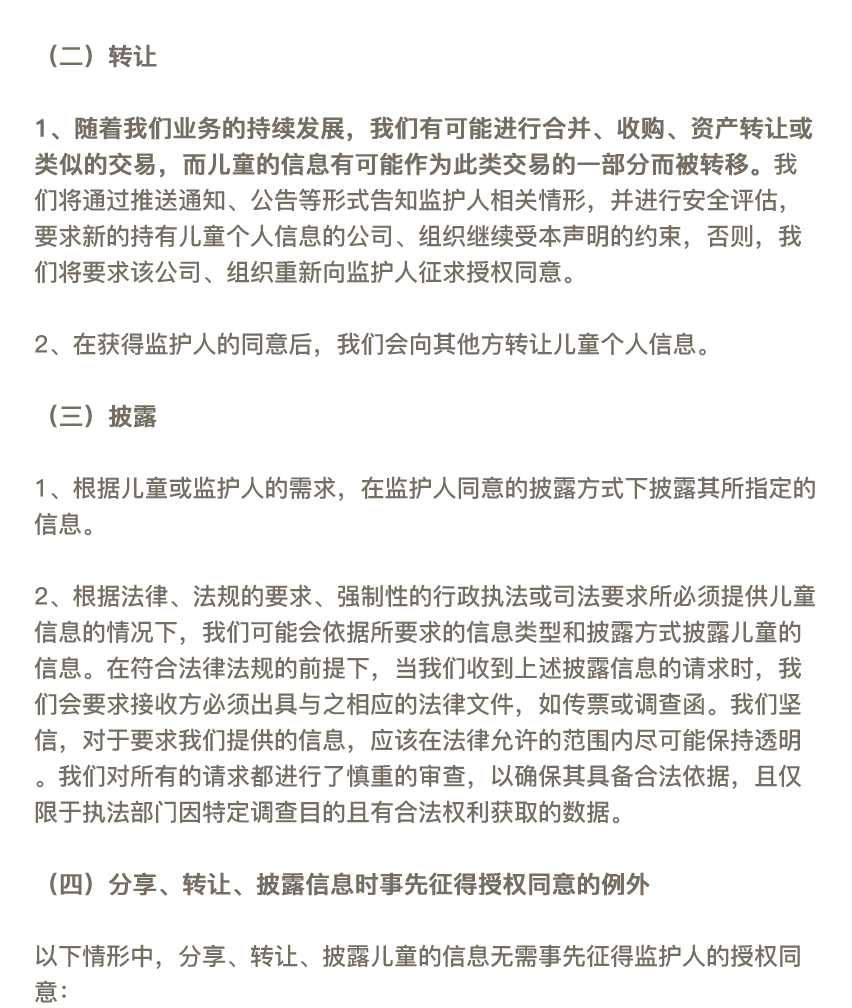 （二）转让
1、随着我们业务的持续发展，我们有可能进行合并、收购、资产转让或
类似的交易，而儿童的信息有可能作为此类交易的一部分而被转移。我
们将通过推送通知、公告等形式告知监护人相关情形，并进行安全评估，
要求新的持有儿童个人信息的公司、组织继续受本声明的约束，否则，我
们将要求该公司、组织重新向监护人征求授权同意。
2、在获得监护人的同意后，我们会向其他方转让儿童个人信息。
（三）披露
1、根据儿童或监护人的需求，在监护人同意的披露方式下披露其所指定的
信息。
2、根据法律、法规的要求、强制性的行政执法或司法要求所必须提供儿童
信息的情况下，我们可能会依据所要求的信息类型和披露方式披露儿童的
信息。在符合法律法规的前提下，当我们收到上述披露信息的请求时，我
们会要求接收方必须出具与之相应的法律文件，如传票或调查函。我们坚
信，对于要求我们提供的信息，应该在法律允许的范围内尽可能保持透明
。我们对所有的请求都进行了慎重的审查，以确保其具备合法依据，且仅
限于执法部门因特定调查目的且有合法权利获取的数据。
（四）分享、转让、披露信息时事先征得授权同意的例外
以下情形中，分享、转让、披露儿童的信息无需事先征得监护人的授权同
意：